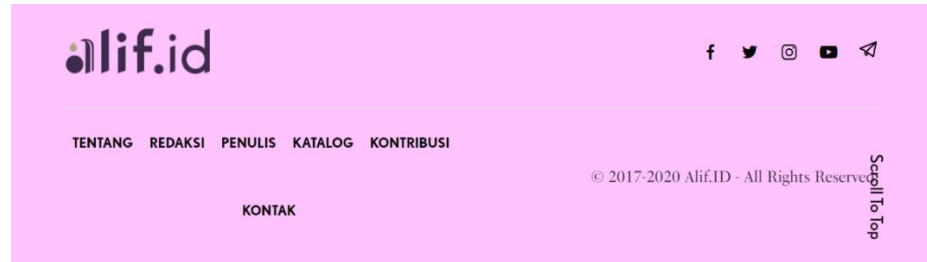 alif.id
TENTANG REDAKSI PENULIS KATALOG KONTRIBUSI
KONTAK
© 2017-2020 Alif.ID - All Rights Reserved
Scroll To Top